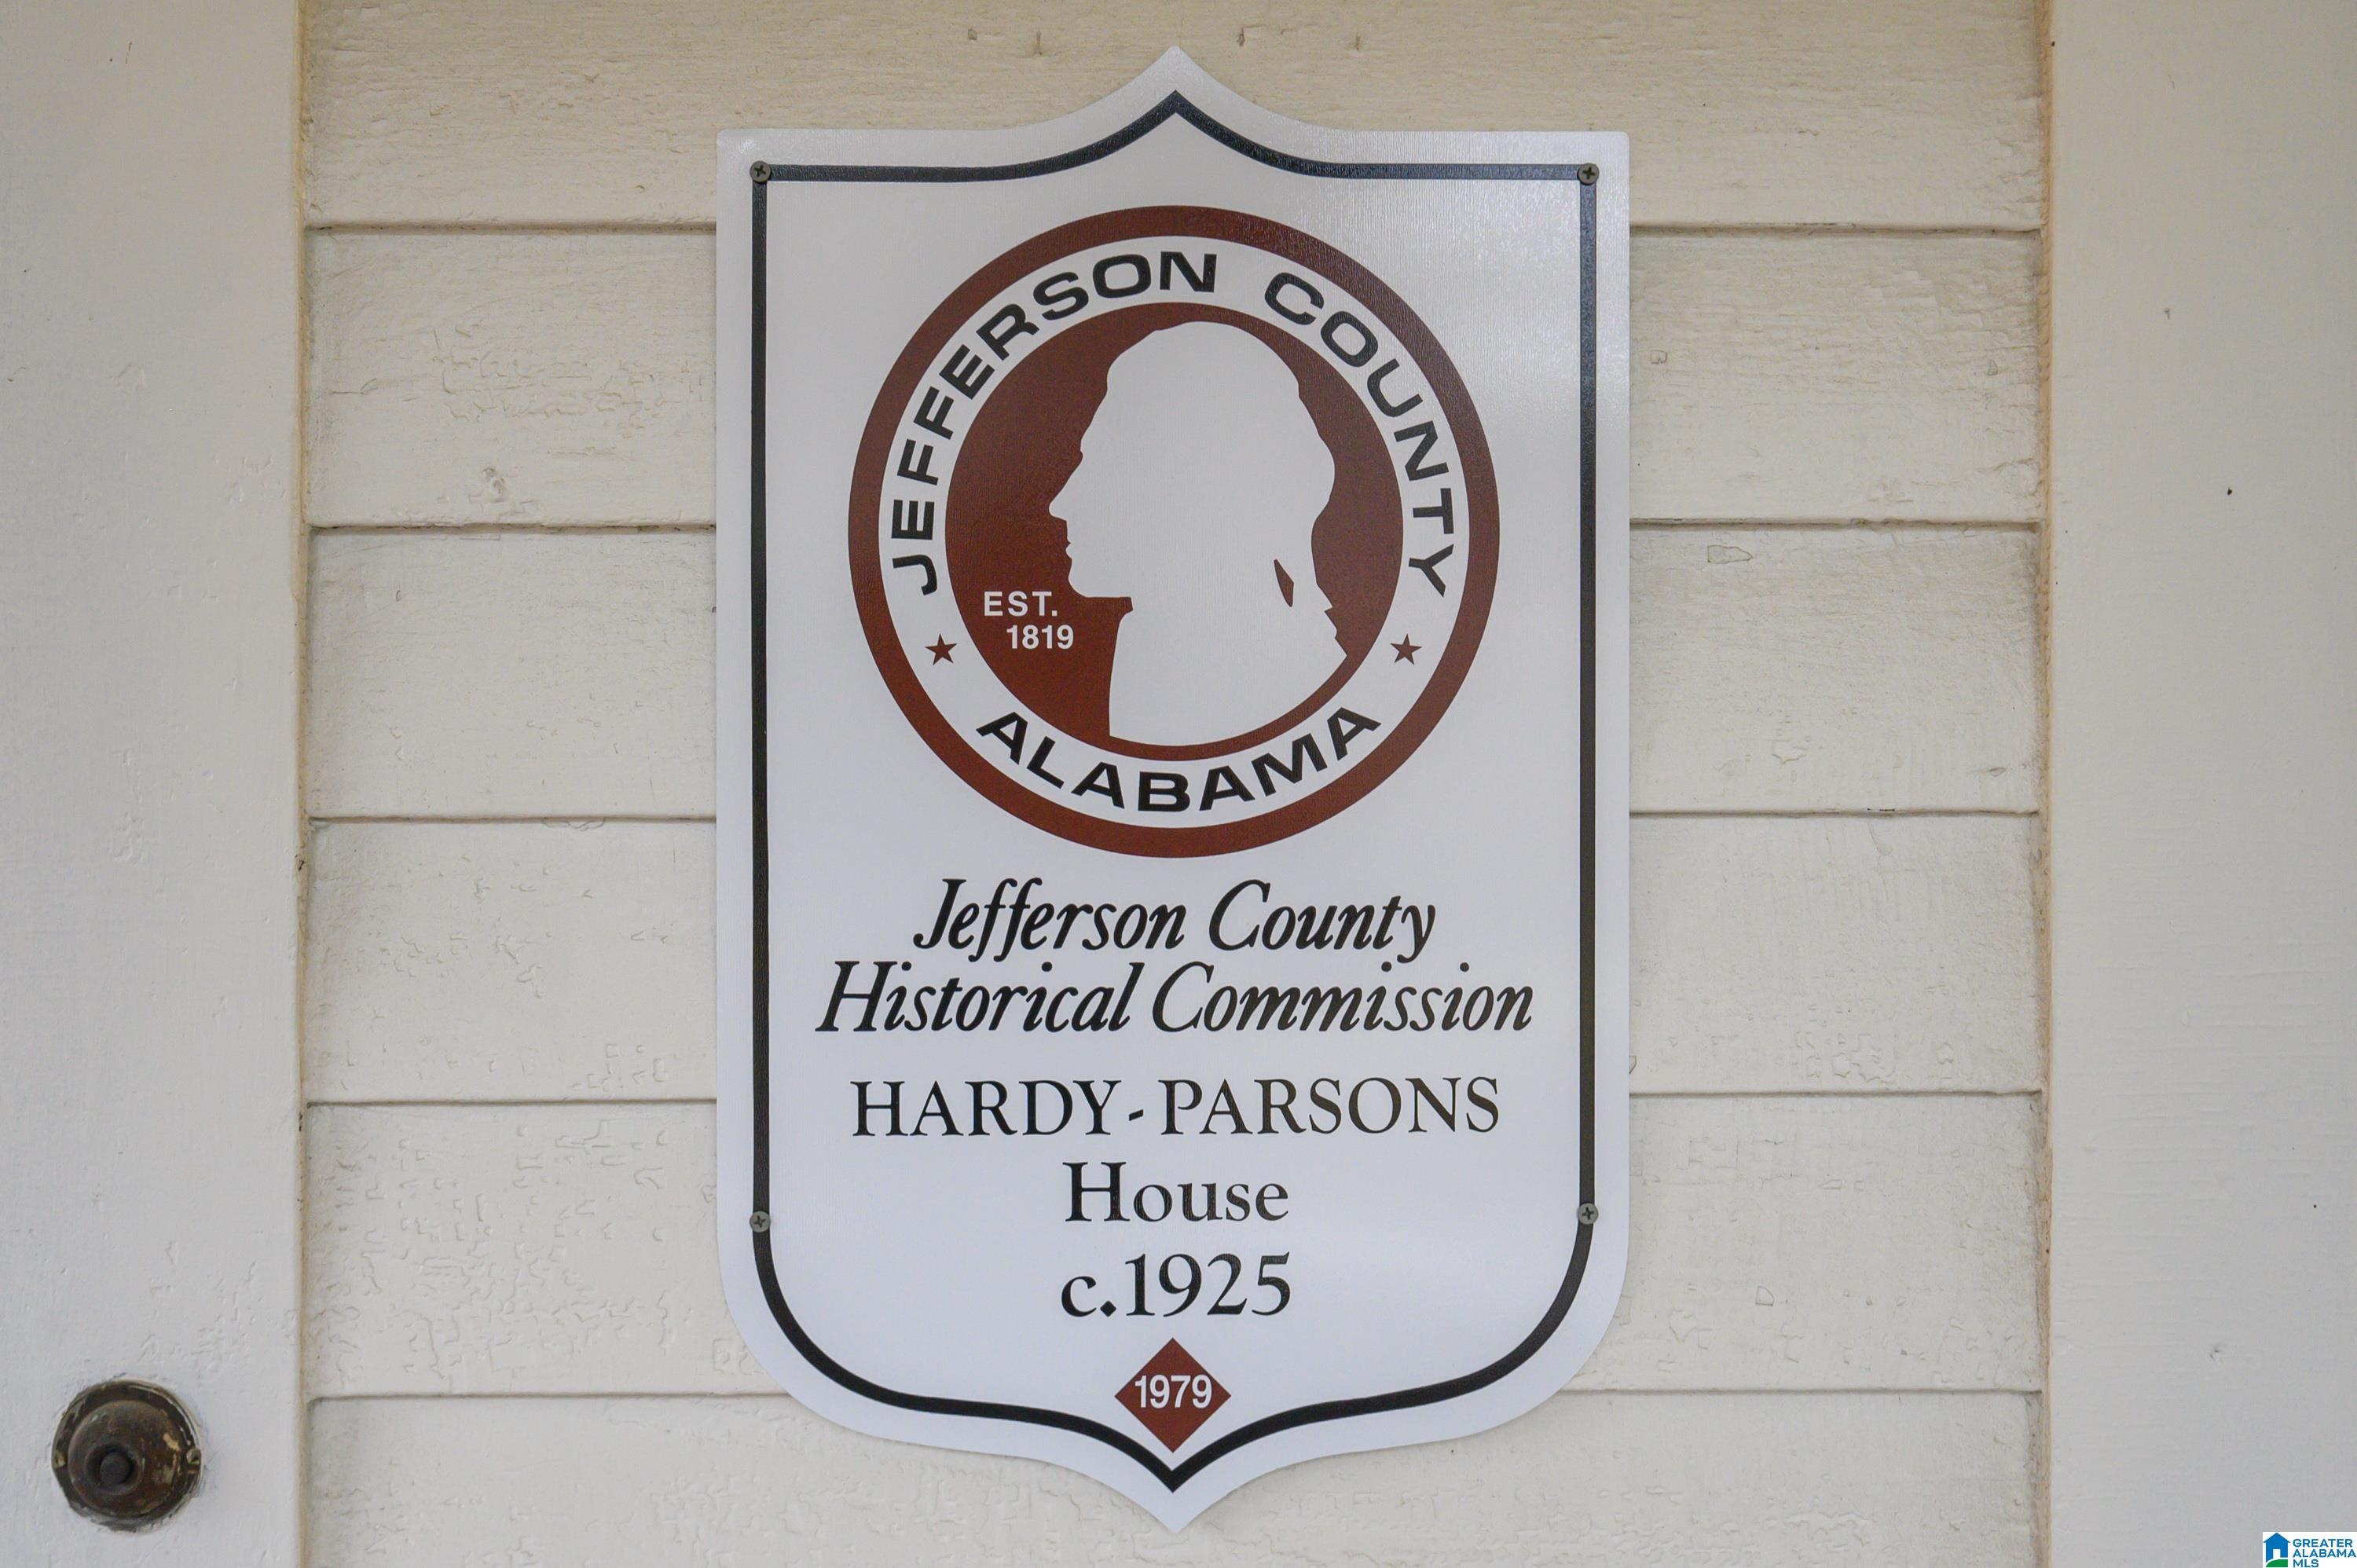 JEFFERSON COUNTY
EST.
1819
ALABAMA
Jefferson County
Historical Commission
HARDY-PARSONS
House
c.1925
1979
GREATER
ALABAMA
MLS